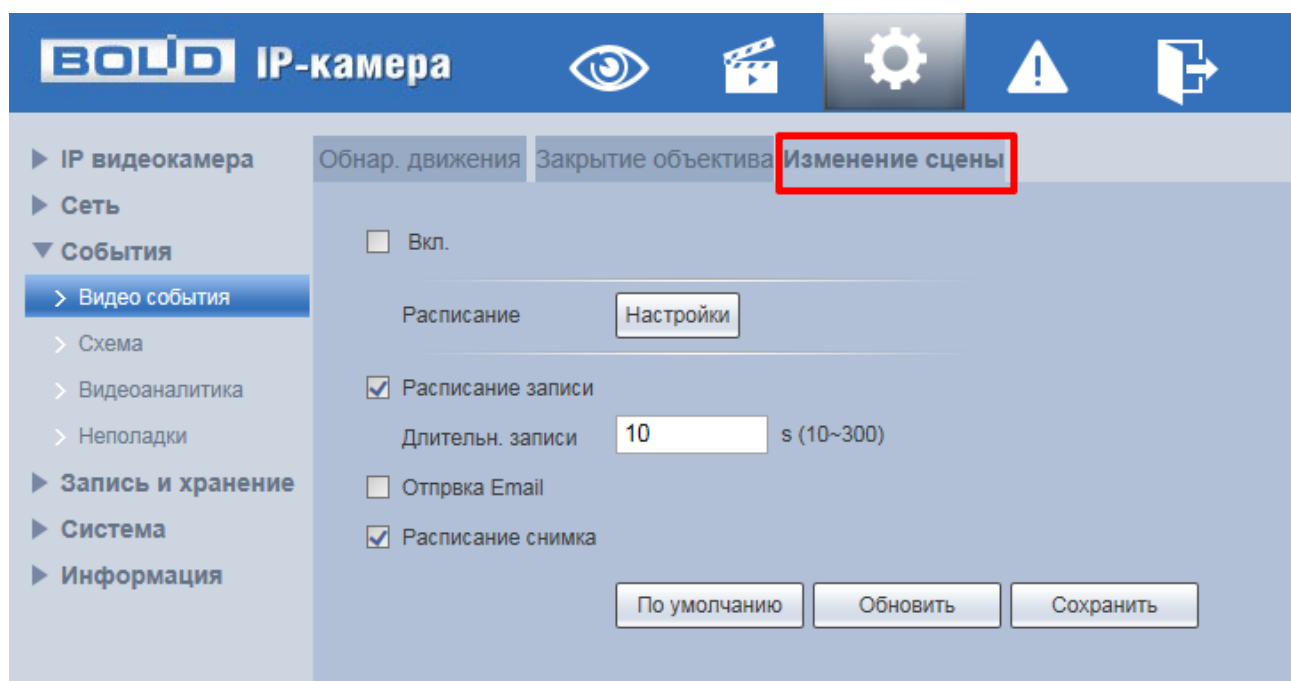 BOLID IP-камера
IP видеокамера
Сеть
События
Видео события
Схема
Видеоаналитика
Неполадки
Запись и хранение
Система
Информация
Обнар. движения Закрытие объектива Изменение сцены
Вкл.
Расписание Настройки
Расписание записи
Длительн. записи 10 s (10~300)
Отпрвка Email
Расписание снимка
По умолчанию Обновить Сохранить